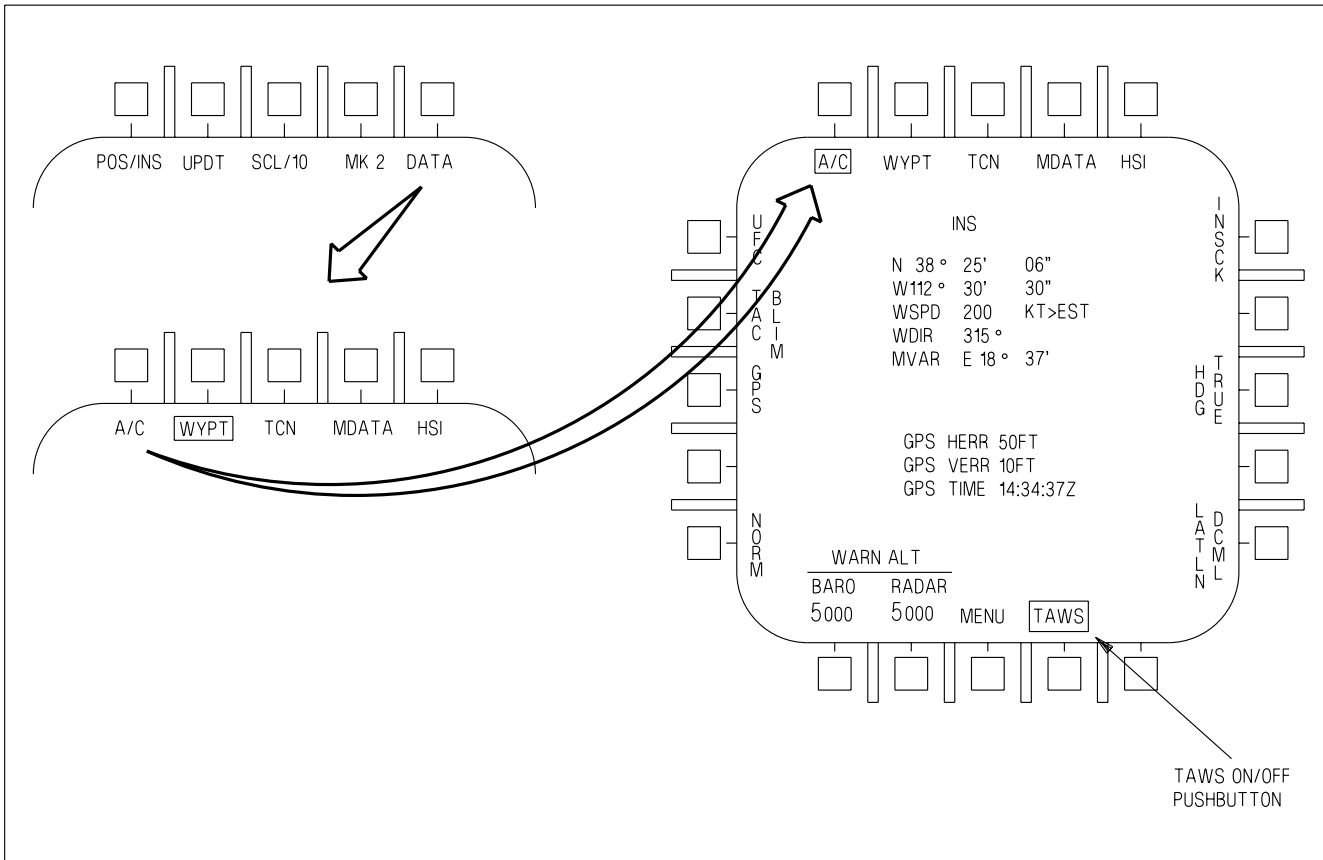 POS/INS UPDT SCL/10 MK 2 DATA
A/C WYPT TCN MDATA HSI
A/C WYPT TCN MDATA HSI
UFC
TAC
BLIM
GPS
NORM
INSCK
HDG
TRUE
LATLN
DCML
INS
N 38° 25' 06"
W112° 30' 30"
WSPD 200 KT>EST
WDIR 315°
MVAR E 18° 37'
GPS HERR 50FT
GPS VERR 10FT
GPS TIME 14:34:37Z
WARN ALT
BARO RADAR
5000 5000 MENU TAWS
TAWS ON/OFF
PUSHBUTTON